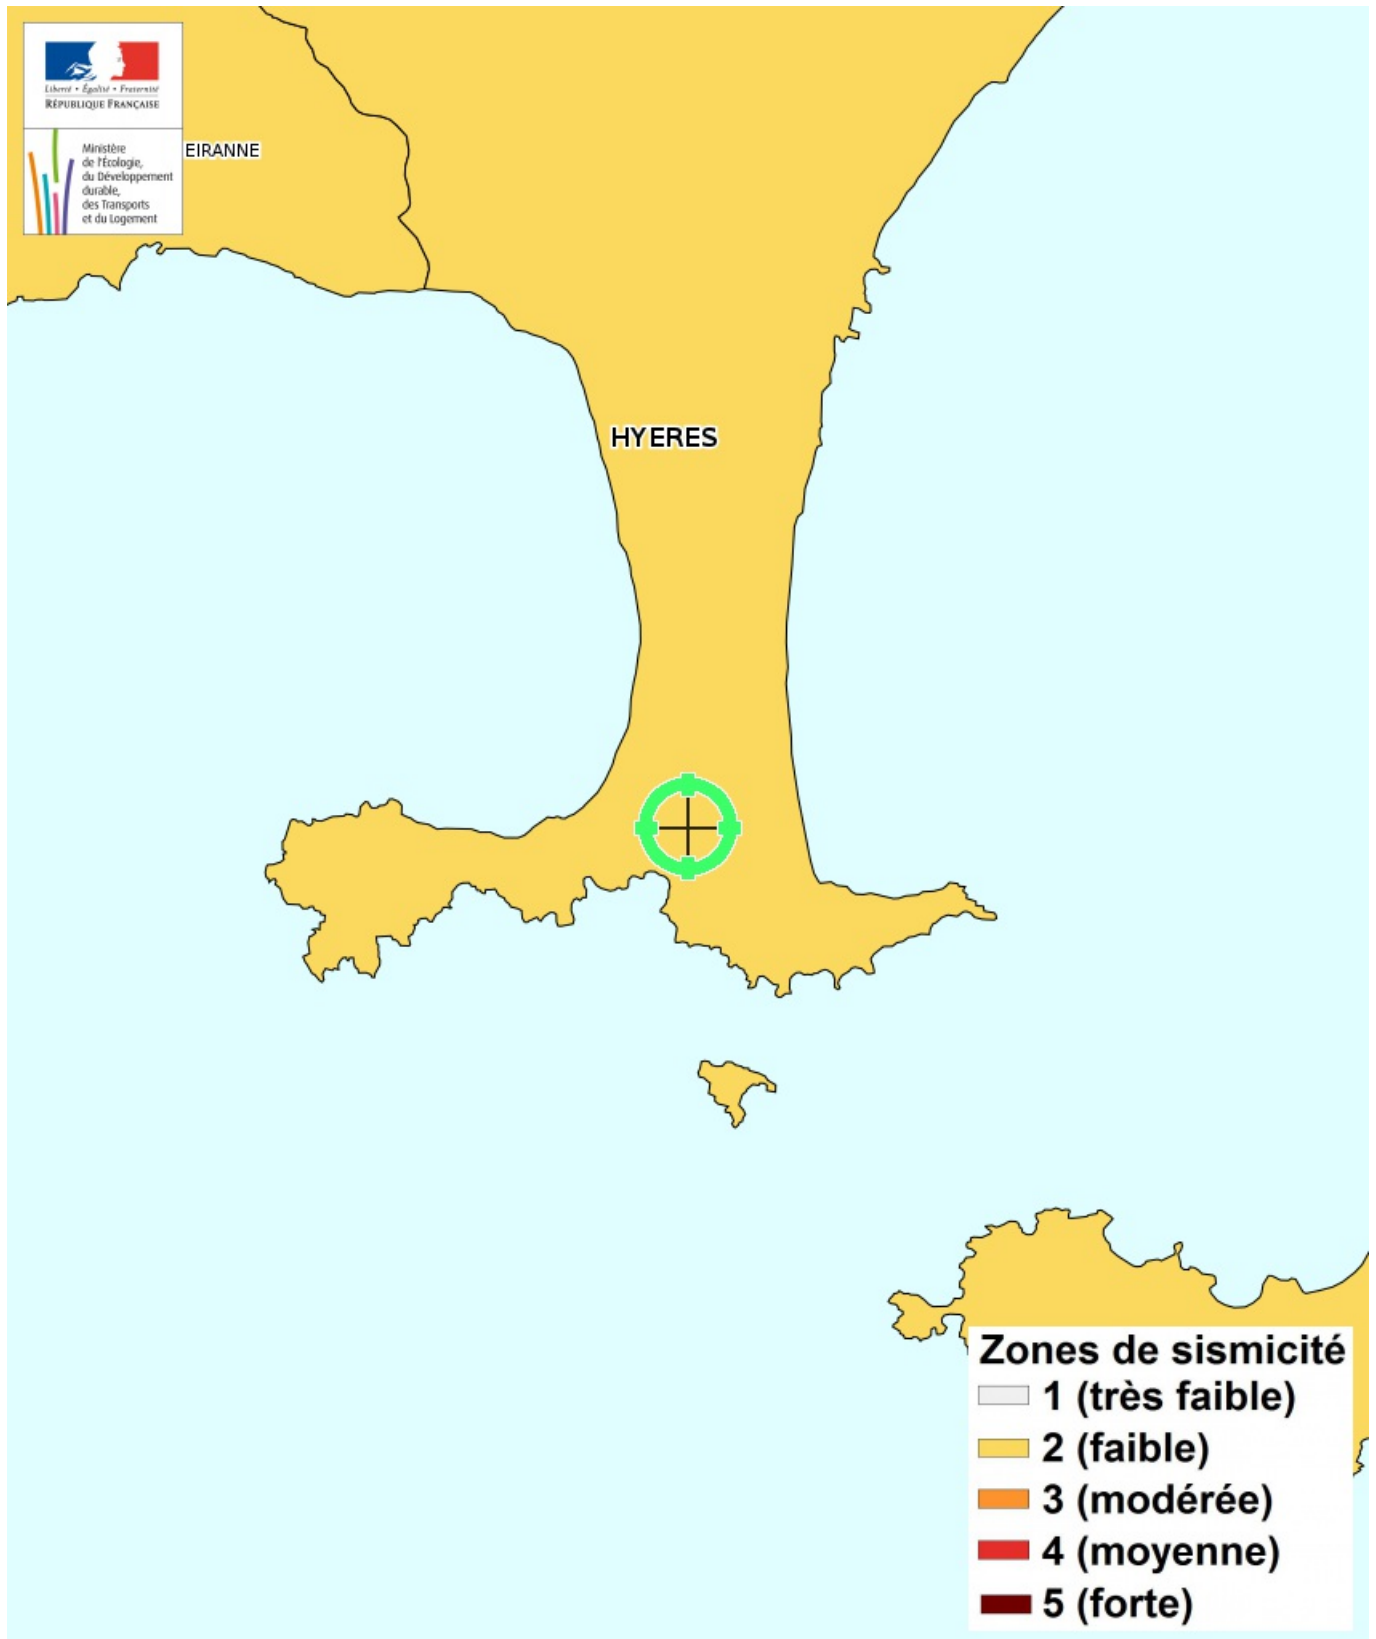 Liberté • Égalité • Fraternité
RÉPUBLIQUE FRANÇAISE
Ministère
de l'Écologie,
du Développement
durable,
des Transports
et du Logement
EIRANNE
HYERES
Zones de sismicité
1 (très faible)
2 (faible)
3 (modérée)
4 (moyenne)
5 (forte)